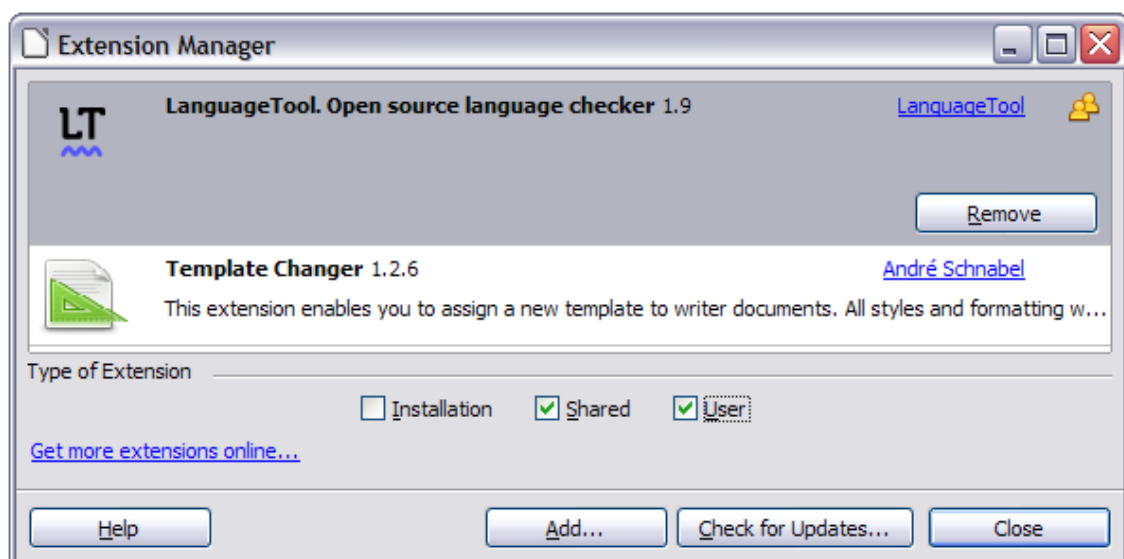 Extension Manager
LT
LanguageTool. Open source language checker 1.9 LanguageTool
Remove
Template Changer 1.2.6 André Schnabel
This extension enables you to assign a new template to writer documents. All styles and formatting w...
Type of Extension
Installation Shared User
Get more extensions online...
Help Add... Check for Updates... Close